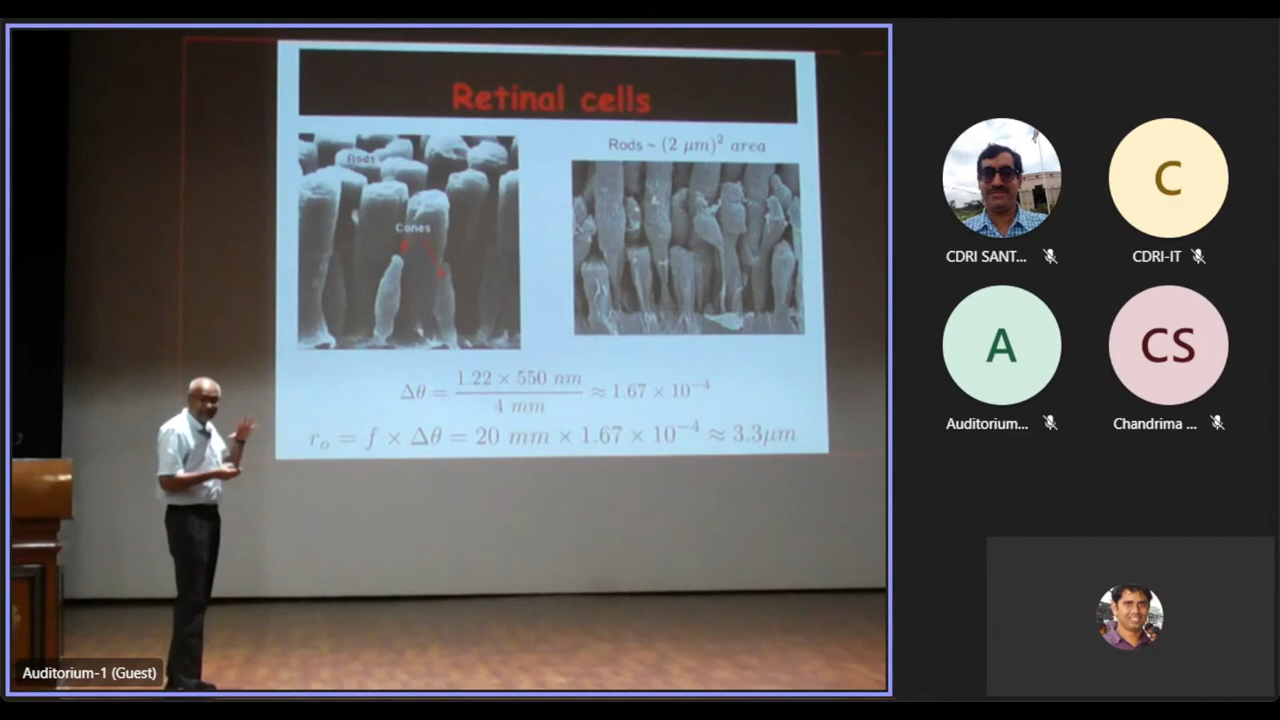 Retinal cells
Rods
Cones
Rods ~ (2 μm)² area
Δθ = 1.22 × 550 nm / 4 mm ≈ 1.67 × 10⁻⁴
rₒ = f × Δθ = 20 mm × 1.67 × 10⁻⁴ ≈ 3.3μm
Auditorium-1 (Guest)
C
CDRI SANT...
CDRI-IT
A
CS
Auditorium...
Chandrima ...